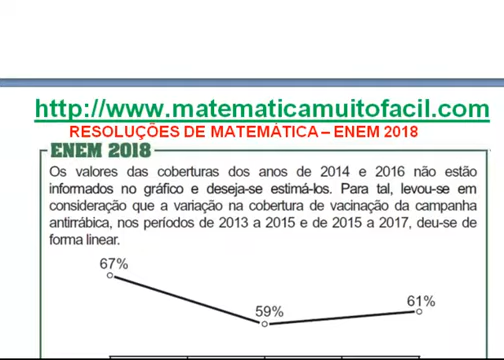 http://www.matematicamuitofacil.com
RESOLUÇÕES DE MATEMÁTICA – ENEM 2018
ENEM 2018
Os valores das coberturas dos anos de 2014 e 2016 não estão
informados no gráfico e deseja-se estimá-los. Para tal, levou-se em
consideração que a variação na cobertura de vacinação da campanha
antirrábica, nos períodos de 2013 a 2015 e de 2015 a 2017, deu-se de
forma linear.
67%
59%
61%